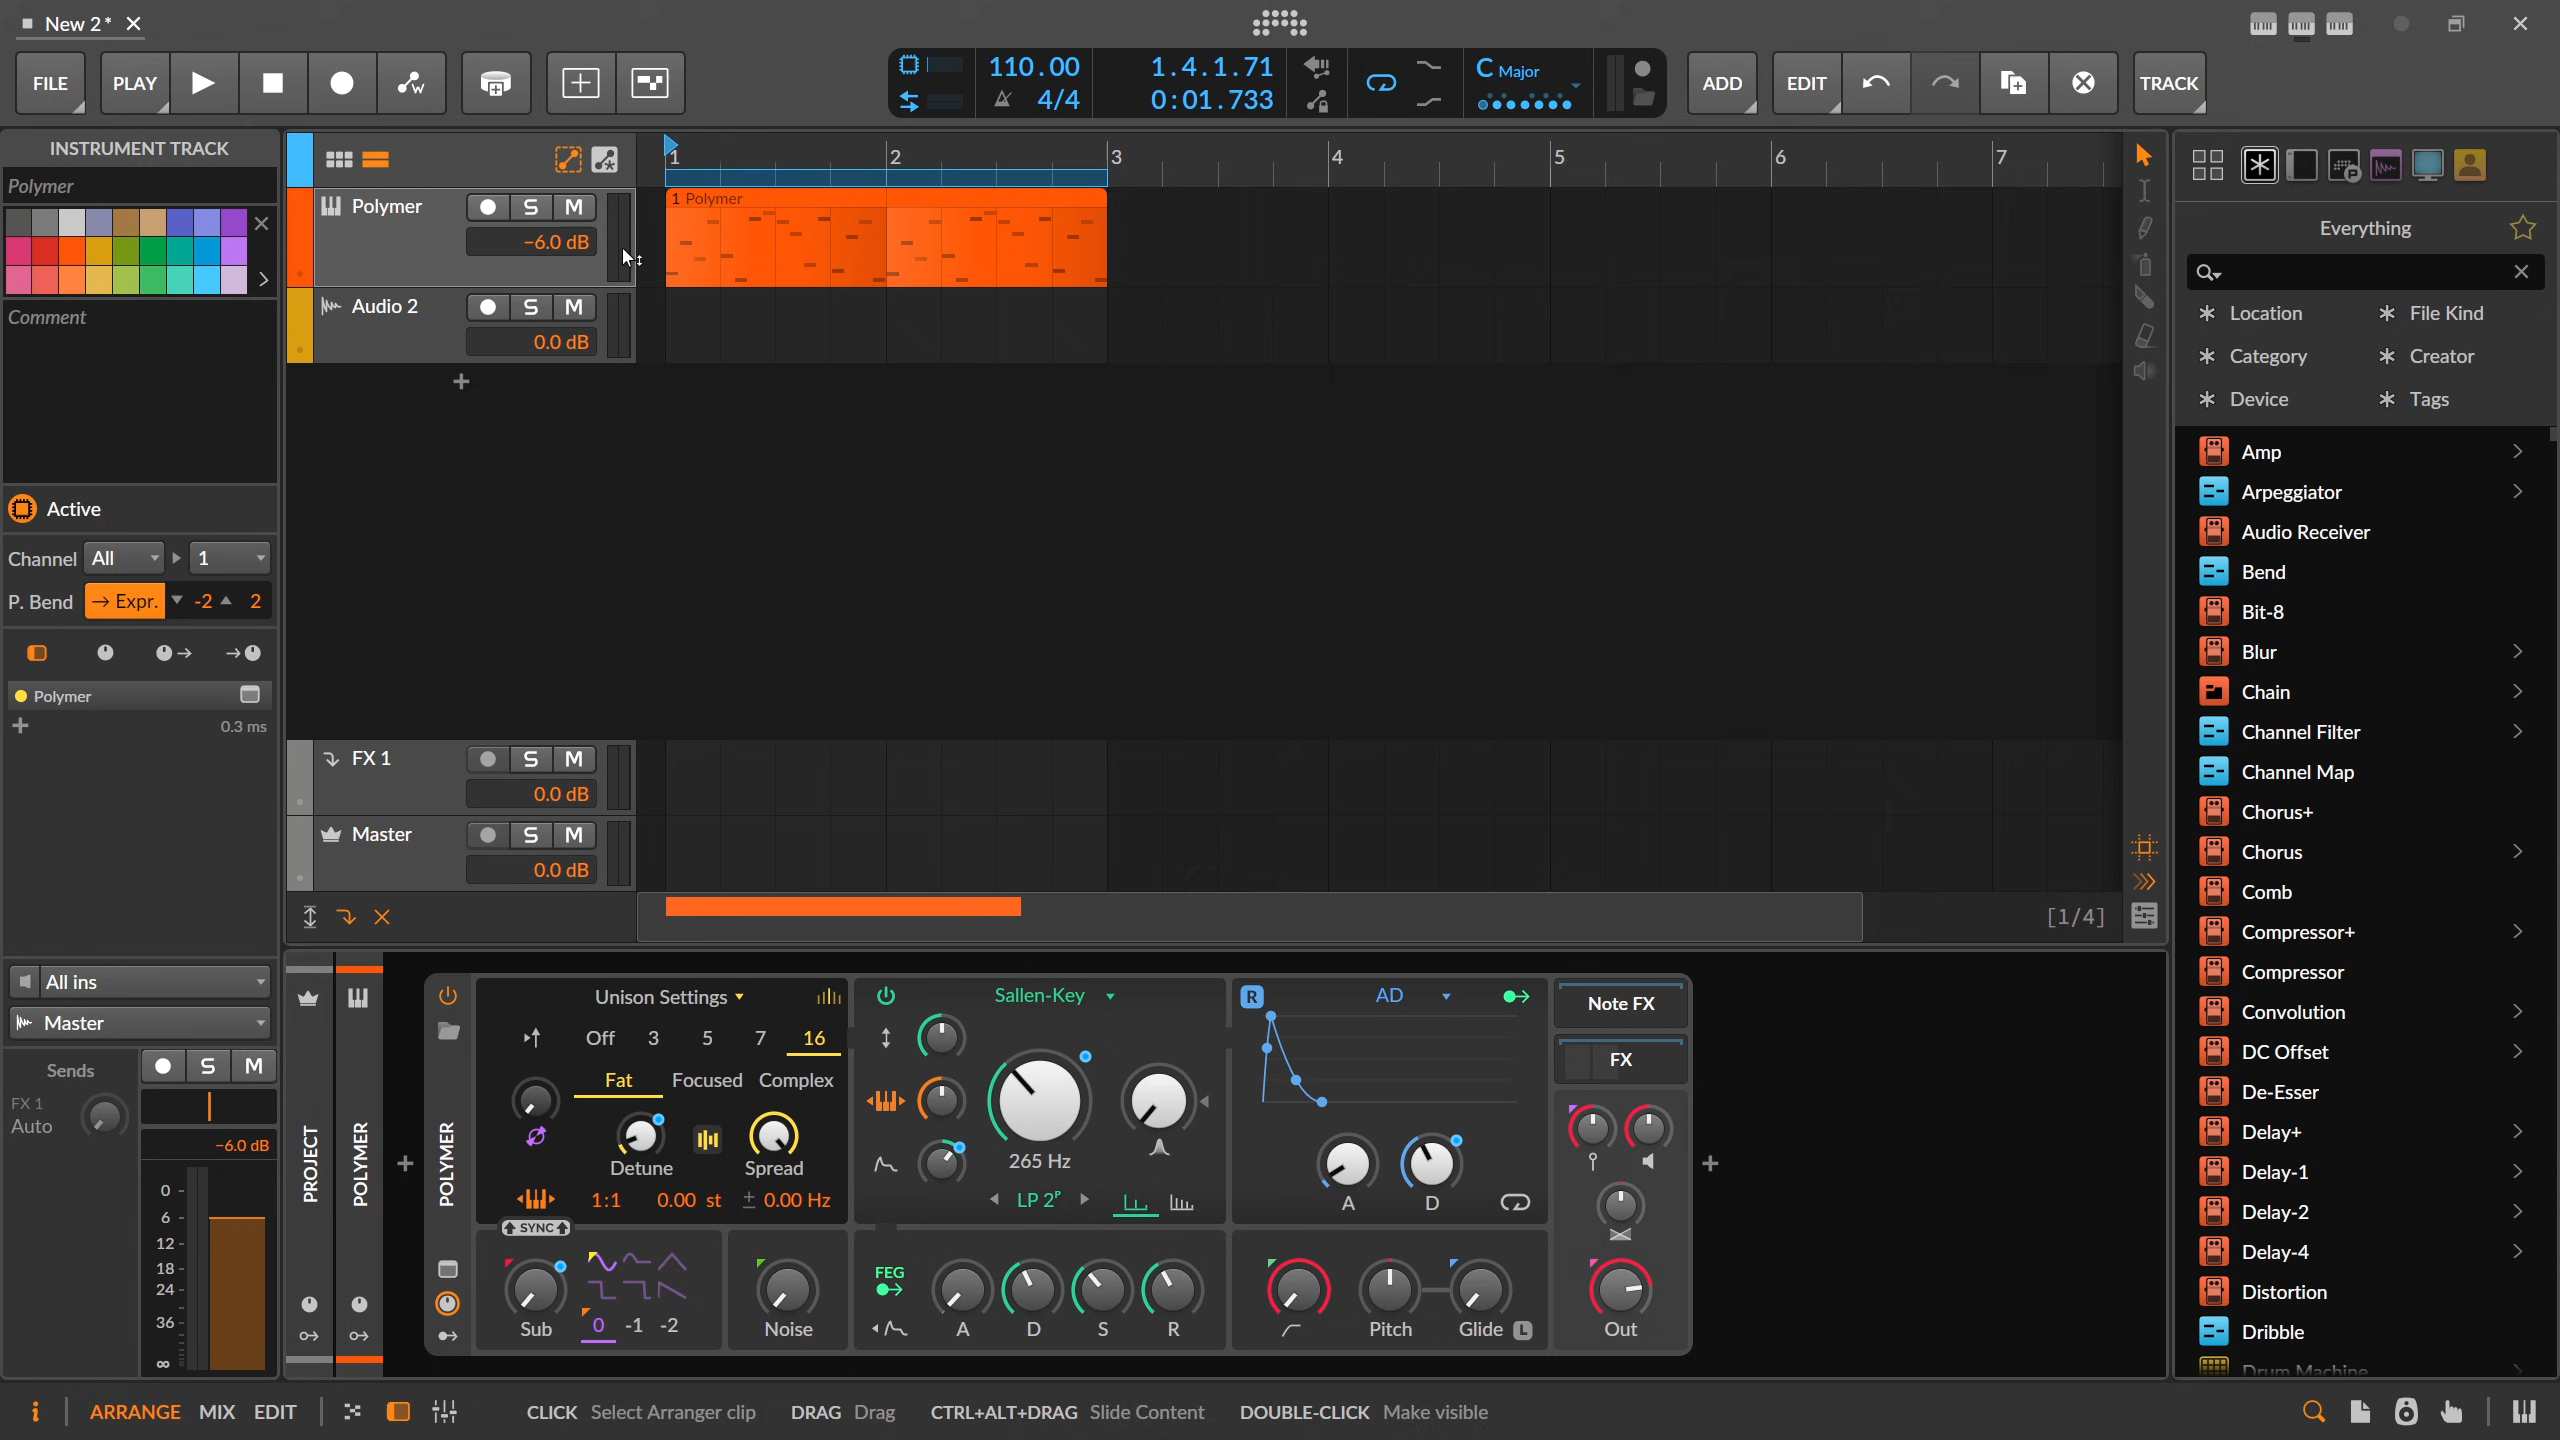 New 2*
FILE PLAY 110.00 4/4 1.4.1.71 0:01.733 C Major ADD EDIT TRACK
INSTRUMENT TRACK
Polymer
Comment
Active
Channel All 1
P. Bend Expr. -2 2
Polymer
0.3 ms
All ins
Master
Sends
S M
FX 1
Auto
-6.0 dB
0
6
12
18
24
36
∞
1 2 3 4 5 6 7
Polymer S M
-6.0 dB
1 Polymer
Audio 2 S M
0.0 dB
FX 1 S M
0.0 dB
Master S M
0.0 dB
[1/4]
PROJECT
POLYMER
POLYMER
Unison Settings
Off 3 5 7 16
Fat Focused Complex
Detune Spread
1:1 0.00 st ± 0.00 Hz
SYNC
Sub
0 -1 -2
Noise
Sallen-Key
265 Hz
LP 2P
FEG
A D S R
R AD
A D
Pitch Glide L
Note FX
FX
Out
Everything
Location File Kind
Category Creator
Device Tags
Amp
Arpeggiator
Audio Receiver
Bend
Bit-8
Blur
Chain
Channel Filter
Channel Map
Chorus+
Chorus
Comb
Compressor+
Compressor
Convolution
DC Offset
De-Esser
Delay+
Delay-1
Delay-2
Delay-4
Distortion
Dribble
Drum Machine
i ARRANGE MIX EDIT CLICK Select Arranger clip DRAG Drag CTRL+ALT+DRAG Slide Content DOUBLE-CLICK Make visible